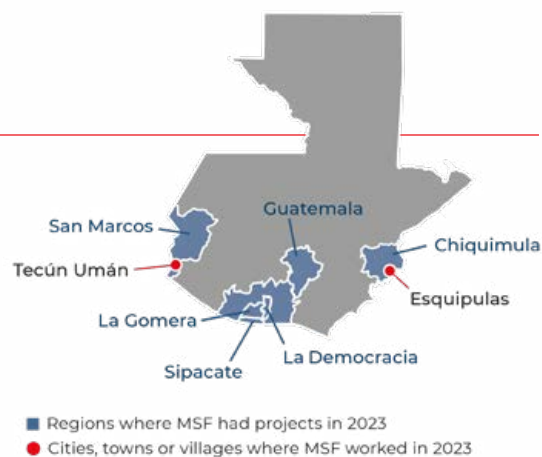 Guatemala
San Marcos
Chiquimula
Tecún Umán
Esquipulas
La Gomera
La Democracia
Sipacate
Regions where MSF had projects in 2023
Cities, towns or villages where MSF worked in 2023